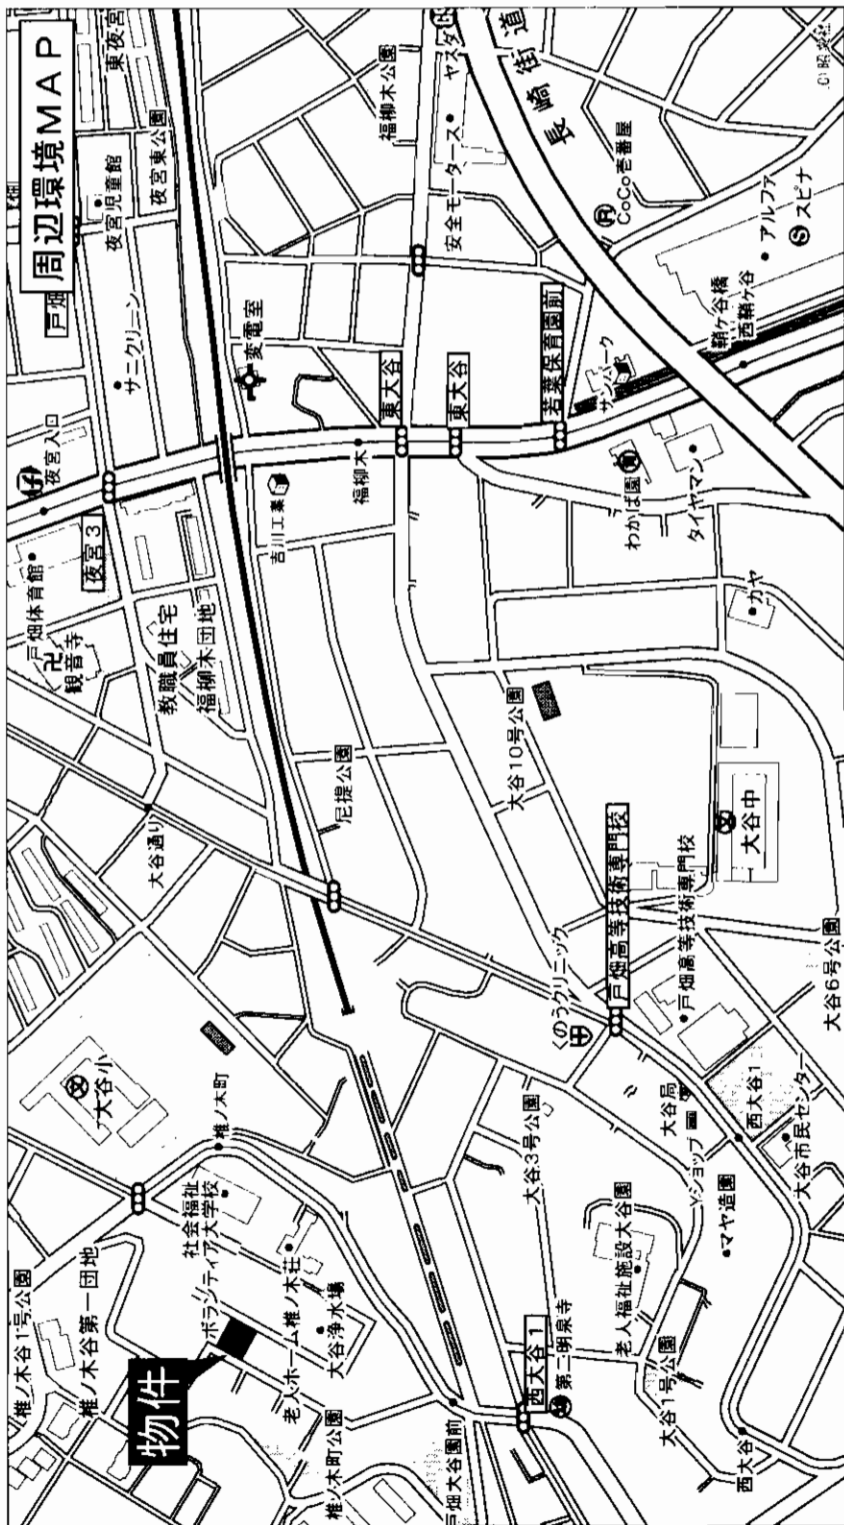 周辺環境MAP
東夜宮
夜宮東公園
夜宮児童館
戸畑
サニクリーン
夜宮入口
戸畑体育館
夜宮3
観音寺
教職員住宅
福柳木団地
大谷通り
大谷小
椎ノ木町
社会福祉
ボランティア大学校
椎ノ木谷1号公園
椎ノ木谷第一団地
物件
老人ホーム椎ノ木荘
大谷浄水場
椎ノ木町公園
戸畑大谷園前
変電室
吉川工業
福柳木
東大谷
東大谷
福柳木公園
ヤスダ
安全モータース
長崎街道
CoCo壱番屋
若葉保育園前
サンパーク
アルファ
スピナ
鞘ヶ谷橋
西鞘ヶ谷
わかば園
タイヤマン
カヤ
尼提公園
大谷10号公園
くのうクリニック
戸畑高等技術専門校
戸畑高等技術専門校
大谷中
大谷6号公園
大谷3号公園
大谷局
Vショップ
西大谷1
大谷市民センター
マヤ造園
老人福祉施設大谷園
西大谷1
第二明泉寺
大谷1号公園
西大谷
(C)昭文社